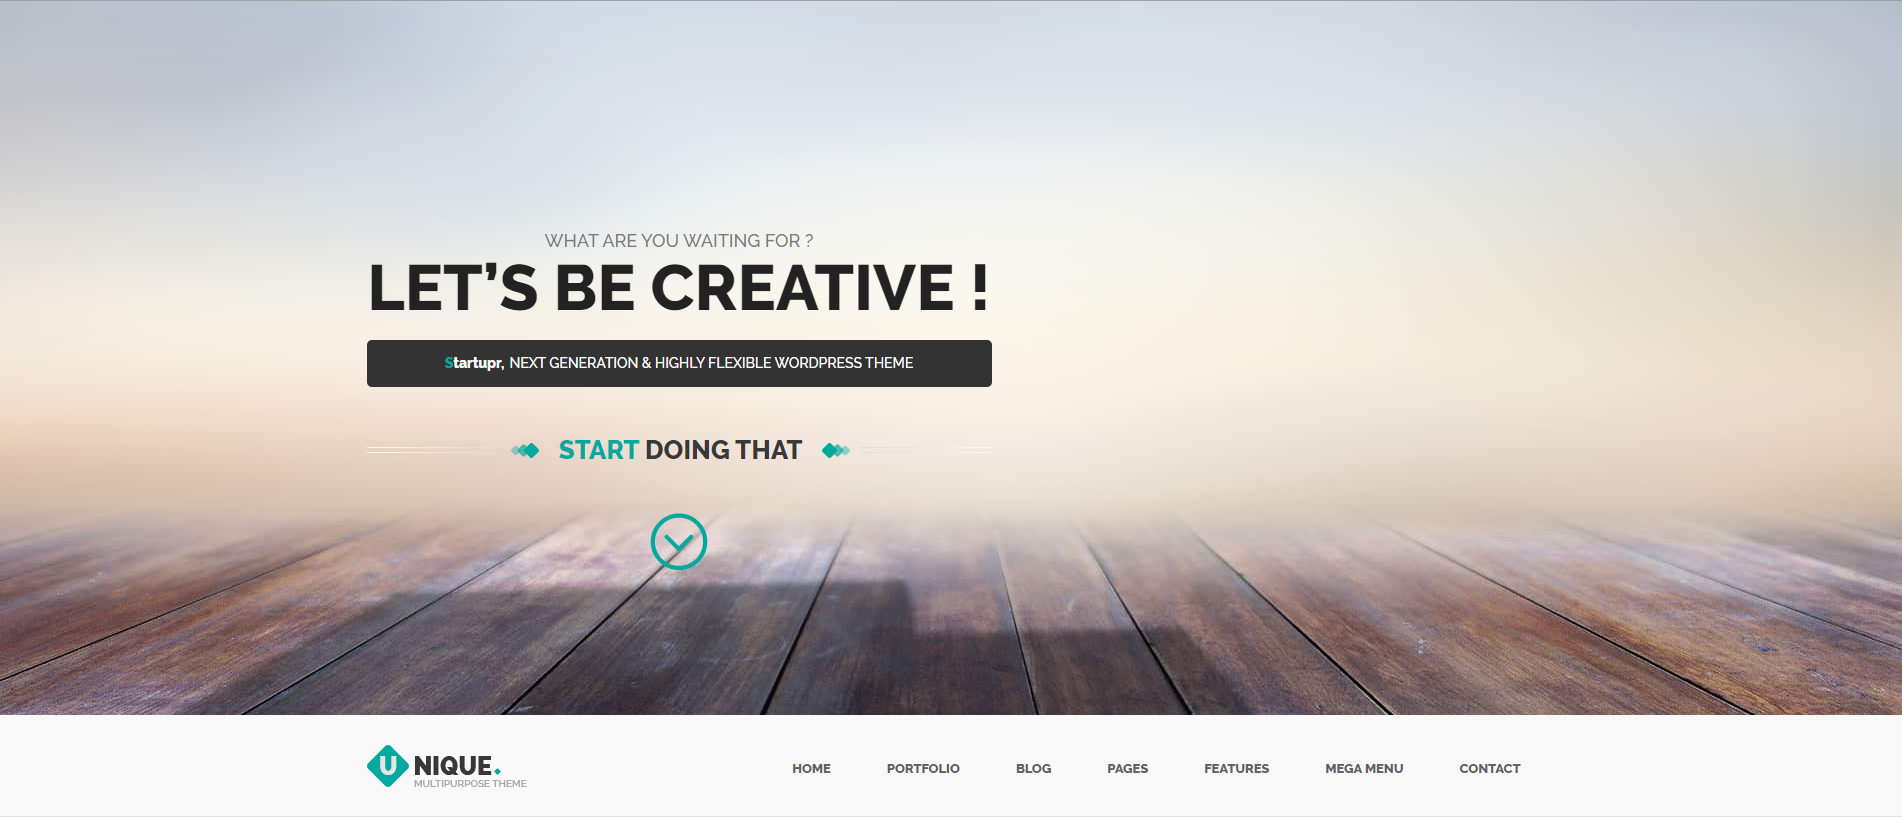 WHAT ARE YOU WAITING FOR ?
LET’S BE CREATIVE !
Startupr, NEXT GENERATION & HIGHLY FLEXIBLE WORDPRESS THEME
START DOING THAT
UNIQUE.
MULTIPURPOSE THEME
HOME PORTFOLIO BLOG PAGES FEATURES MEGA MENU CONTACT